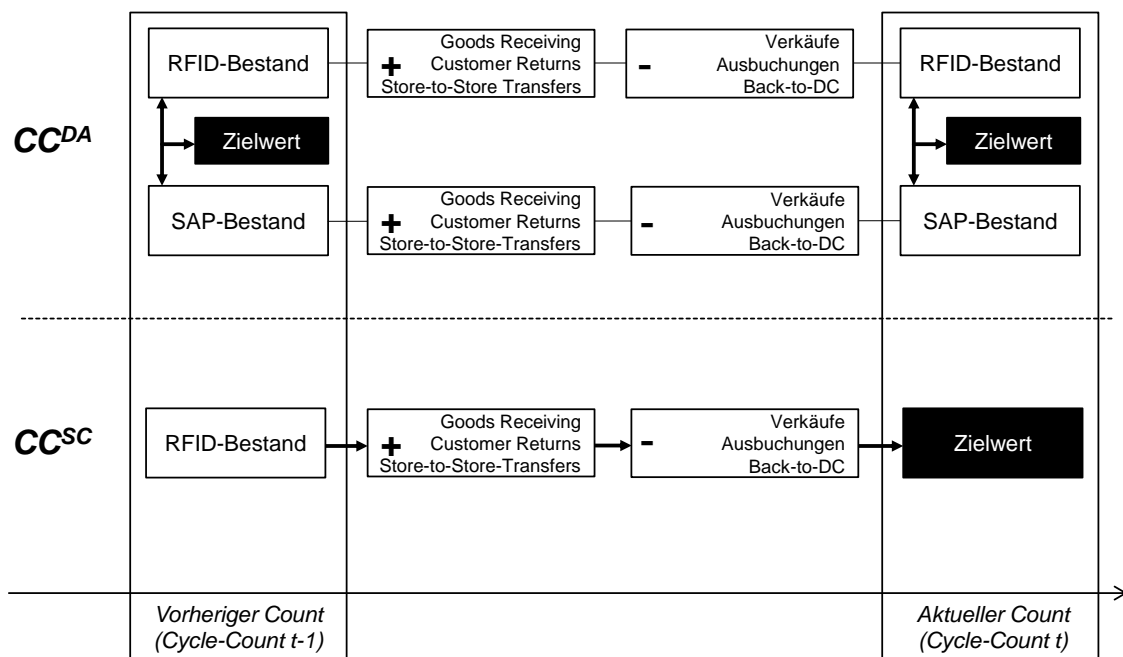 RFID-Bestand
+
Goods Receiving
Customer Returns
Store-to-Store Transfers
-
Verkäufe
Ausbuchungen
Back-to-DC
RFID-Bestand
CC^DA
Zielwert
Zielwert
SAP-Bestand
+
Goods Receiving
Customer Returns
Store-to-Store-Transfers
-
Verkäufe
Ausbuchungen
Back-to-DC
SAP-Bestand
CC^SC
RFID-Bestand
+
Goods Receiving
Customer Returns
Store-to-Store-Transfers
-
Verkäufe
Ausbuchungen
Back-to-DC
Zielwert
Vorheriger Count
(Cycle-Count t-1)
Aktueller Count
(Cycle-Count t)